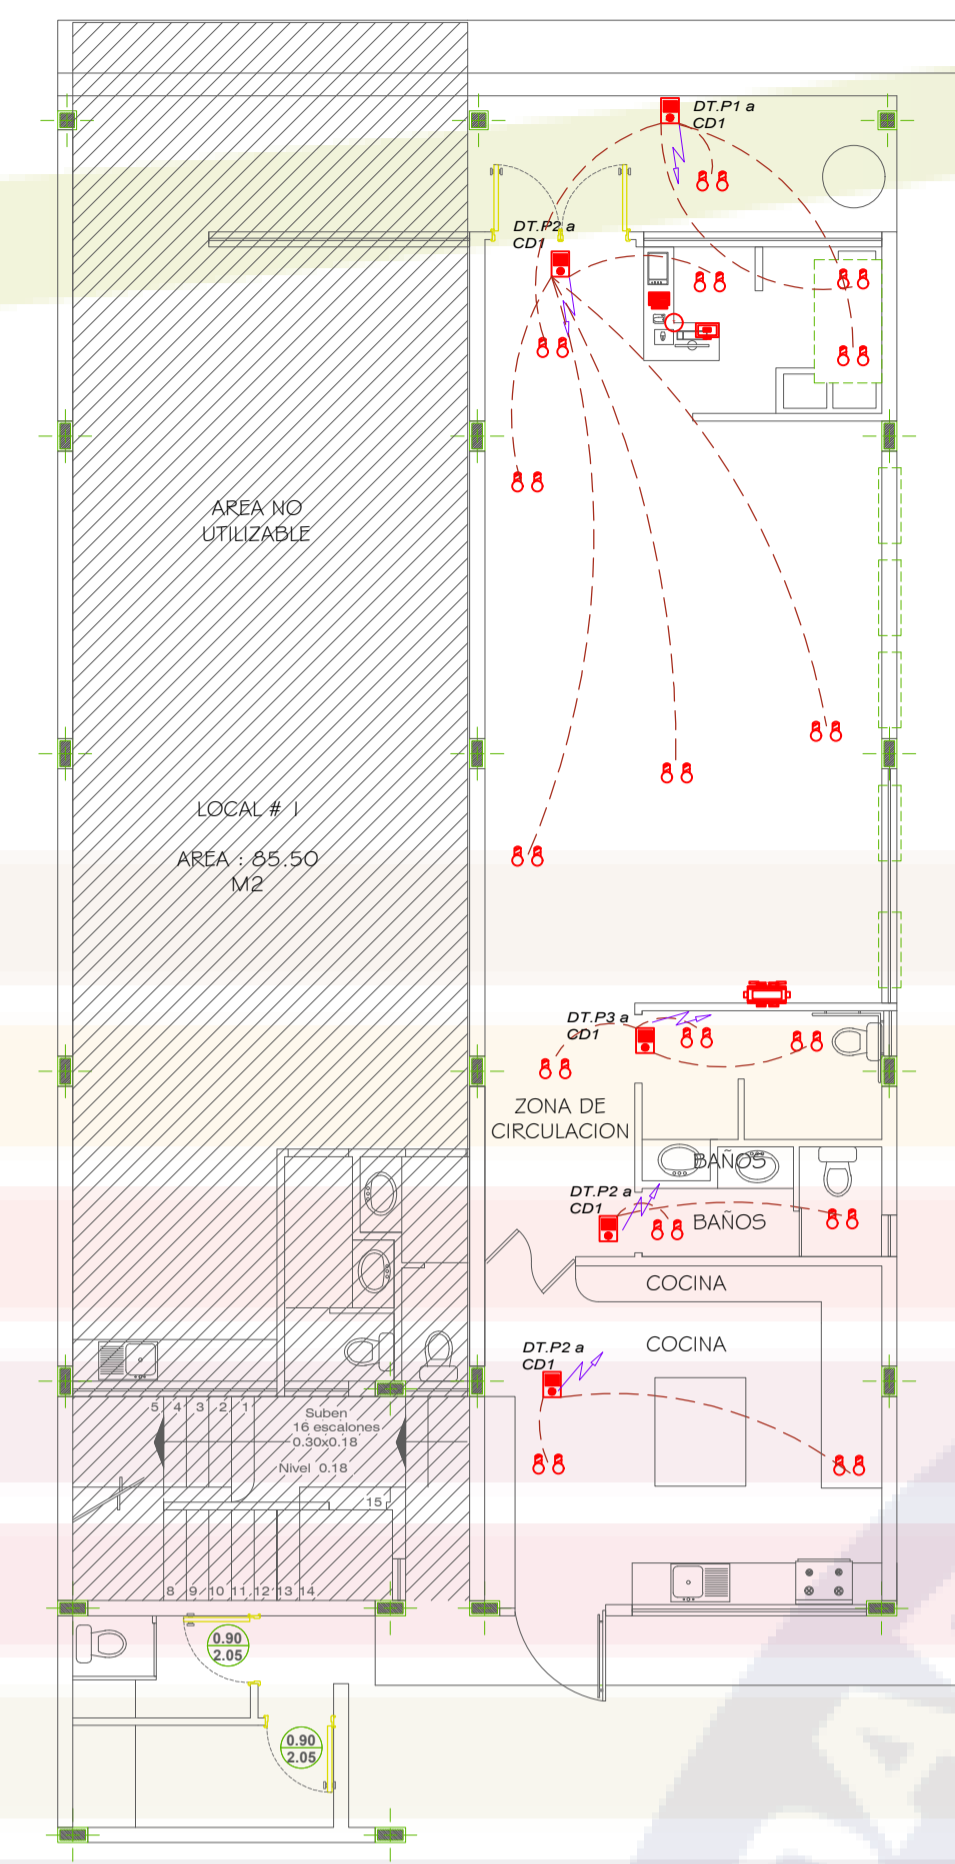 DT.P1 a
CD1
DT.P2 a
CD1
AREA NO
UTILIZABLE
LOCAL # 1
AREA : 85.50
M2
DT.P3 a
CD1
ZONA DE
CIRCULACION
BAÑOS
DT.P2 a
CD1
BAÑOS
COCINA
COCINA
DT.P2 a
CD1
5 4 3 2 1
Suben
16 escalones
0.30x0.18
Nivel 0.18
15
8 9 10 11 12 13 14
0.90
2.05
0.90
2.05